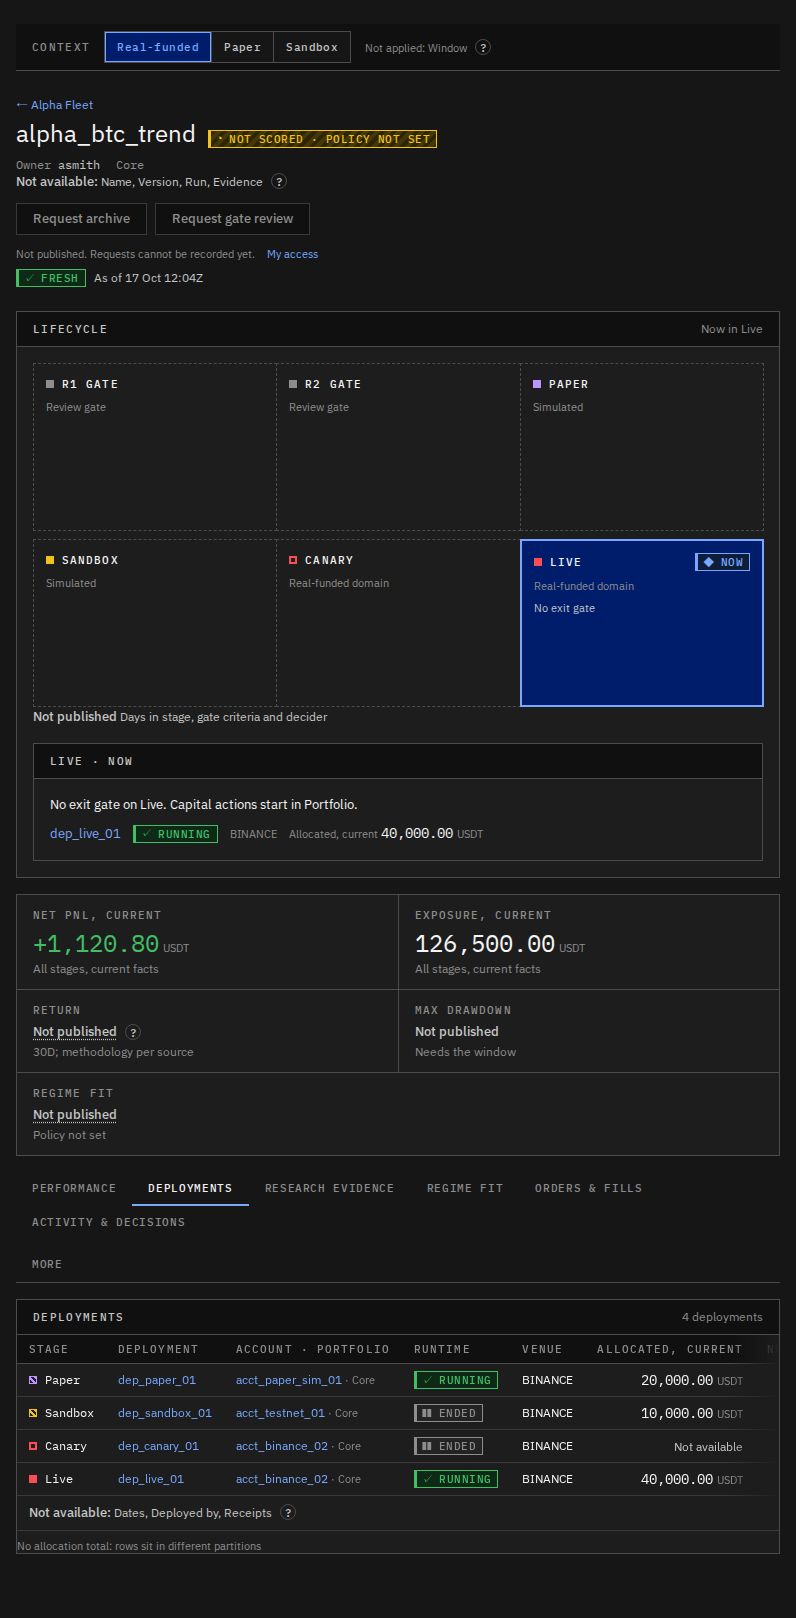 CONTEXT Real-funded Paper Sandbox Not applied: Window ?
← Alpha Fleet
alpha_btc_trend NOT SCORED · POLICY NOT SET
Owner asmith Core
Not available: Name, Version, Run, Evidence ?
Request archive Request gate review
Not published. Requests cannot be recorded yet. My access
✓ FRESH As of 17 Oct 12:04Z
LIFECYCLE Now in Live
R1 GATE R2 GATE PAPER
Review gate Review gate Simulated
SANDBOX CANARY LIVE ◆ NOW
Simulated Real-funded domain Real-funded domain
No exit gate
Not published Days in stage, gate criteria and decider
LIVE · NOW
No exit gate on Live. Capital actions start in Portfolio.
dep_live_01 ✓ RUNNING BINANCE Allocated, current 40,000.00 USDT
NET PNL, CURRENT EXPOSURE, CURRENT
+1,120.80 USDT 126,500.00 USDT
All stages, current facts All stages, current facts
RETURN MAX DRAWDOWN
Not published ? Not published
30D; methodology per source Needs the window
REGIME FIT
Not published
Policy not set
PERFORMANCE DEPLOYMENTS RESEARCH EVIDENCE REGIME FIT ORDERS & FILLS
ACTIVITY & DECISIONS
MORE
DEPLOYMENTS 4 deployments
STAGE DEPLOYMENT ACCOUNT · PORTFOLIO RUNTIME VENUE ALLOCATED, CURRENT
Paper dep_paper_01 acct_paper_sim_01 · Core ✓ RUNNING BINANCE 20,000.00 USDT
Sandbox dep_sandbox_01 acct_testnet_01 · Core ENDED BINANCE 10,000.00 USDT
Canary dep_canary_01 acct_binance_02 · Core ENDED BINANCE Not available
Live dep_live_01 acct_binance_02 · Core ✓ RUNNING BINANCE 40,000.00 USDT
Not available: Dates, Deployed by, Receipts ?
No allocation total: rows sit in different partitions